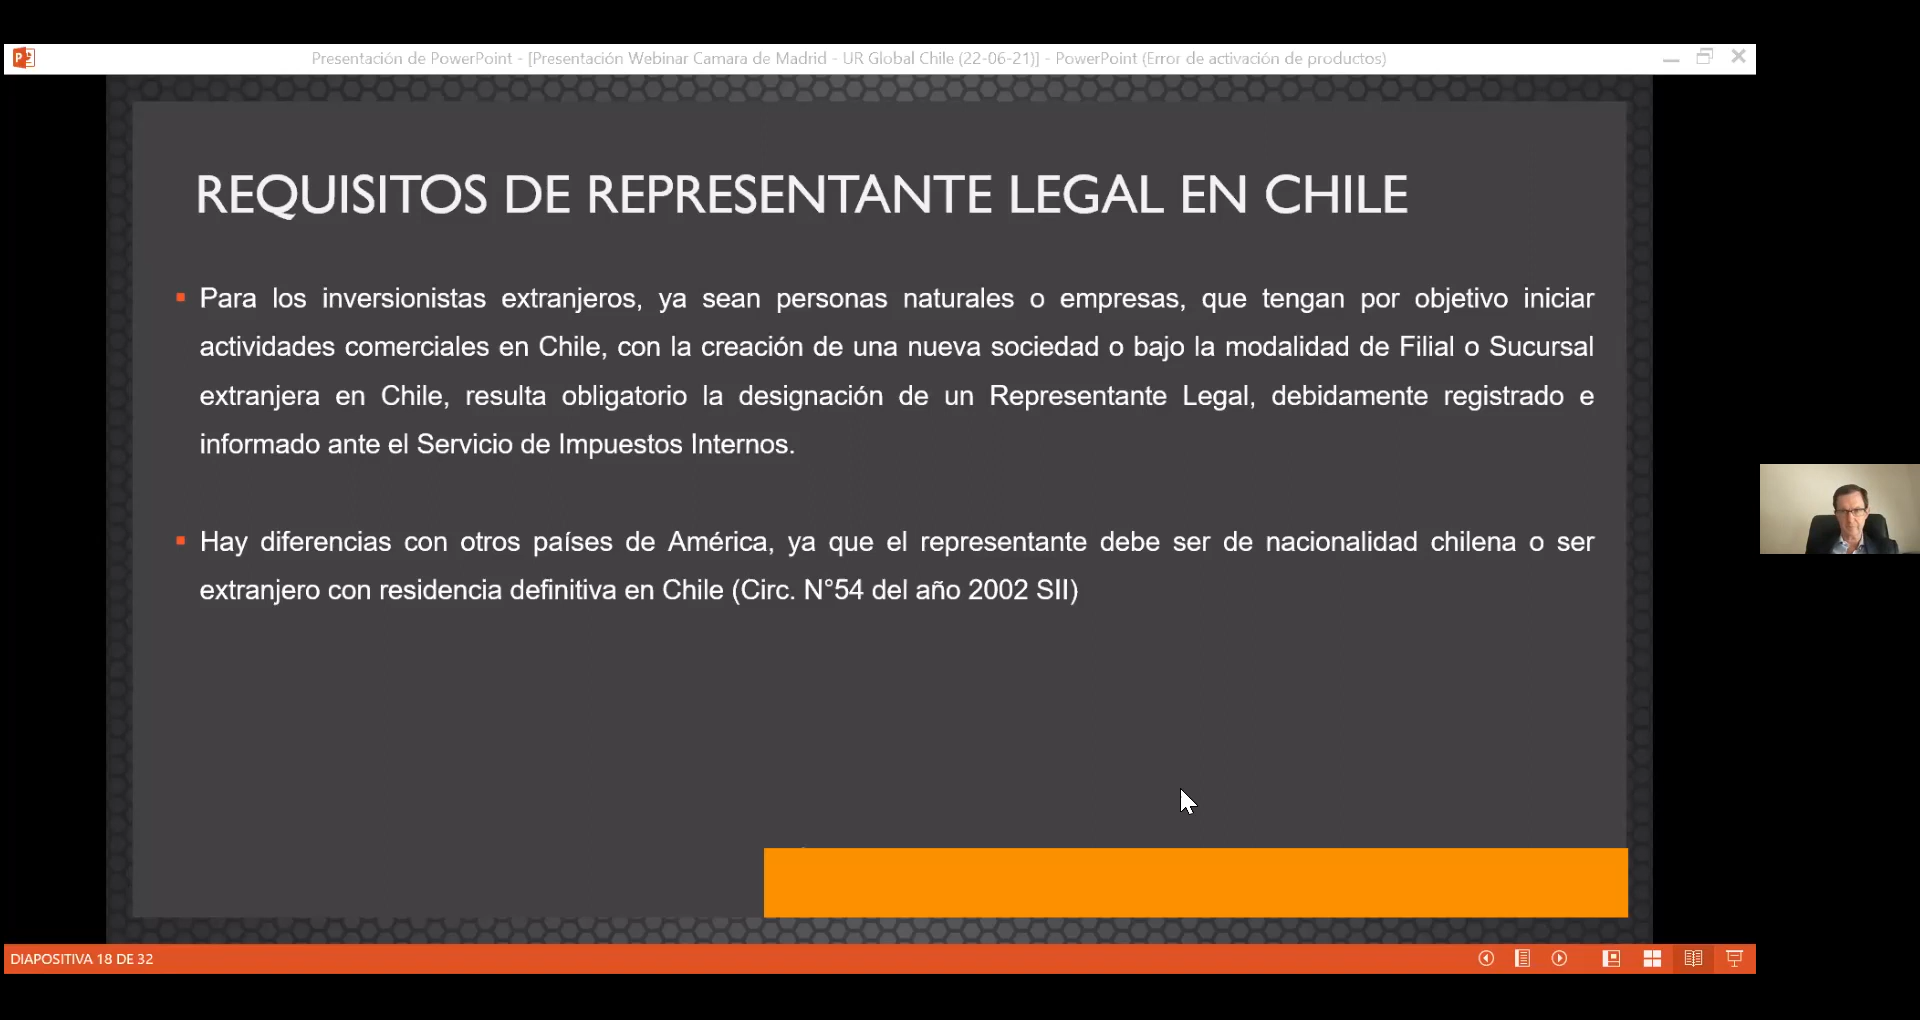 Presentación de PowerPoint - [Presentación Webinar Camara de Madrid - UR Global Chile (22-06-21)] - PowerPoint (Error de activación de productos)
REQUISITOS DE REPRESENTANTE LEGAL EN CHILE
Para los inversionistas extranjeros, ya sean personas naturales o empresas, que tengan por objetivo iniciar
actividades comerciales en Chile, con la creación de una nueva sociedad o bajo la modalidad de Filial o Sucursal
extranjera en Chile, resulta obligatorio la designación de un Representante Legal, debidamente registrado e
informado ante el Servicio de Impuestos Internos.
Hay diferencias con otros países de América, ya que el representante debe ser de nacionalidad chilena o ser
extranjero con residencia definitiva en Chile (Circ. N°54 del año 2002 SII)
DIAPOSITIVA 18 DE 32